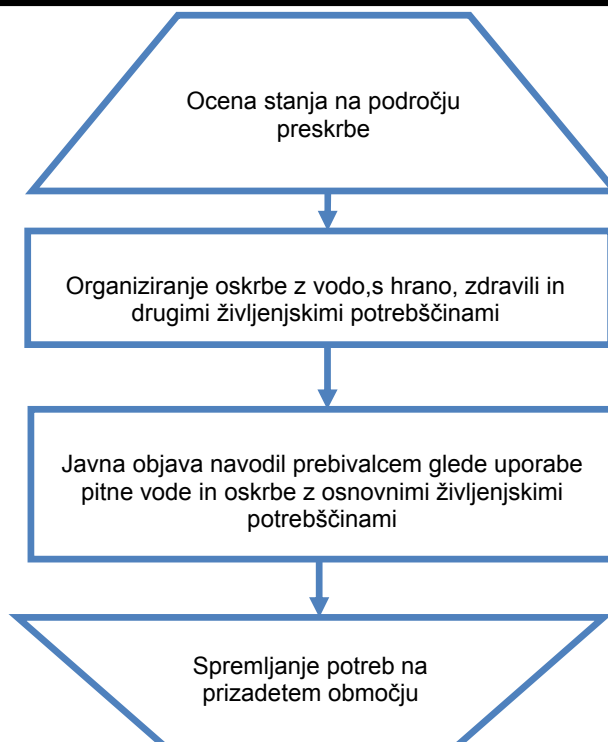 Ocena stanja na področju
preskrbe
Organiziranje oskrbe z vodo,s hrano, zdravili in
drugimi življenjskimi potrebščinami
Javna objava navodil prebivalcem glede uporabe
pitne vode in oskrbe z osnovnimi življenjskimi
potrebščinami
Spremljanje potreb na
prizadetem območju